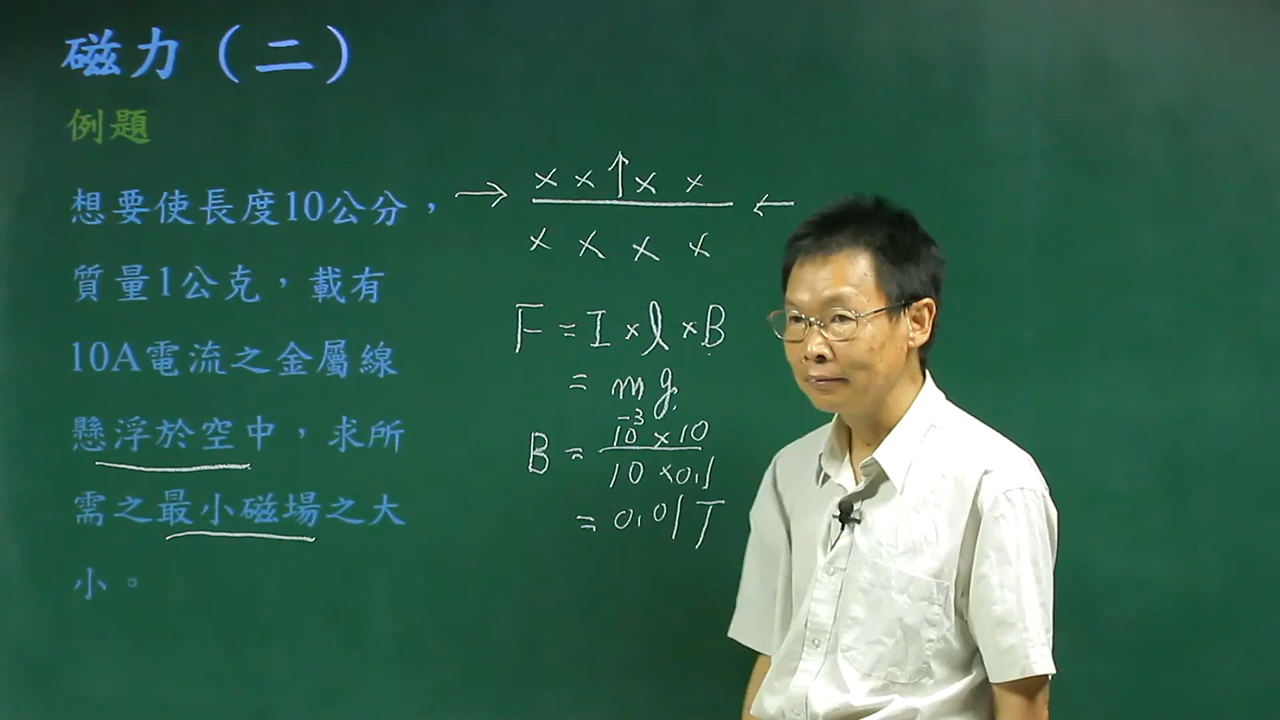 磁力（二）
例題
想要使長度10公分，
質量1公克，載有
10A電流之金屬線
懸浮於空中，求所
需之最小磁場之大
小。
→ × × ↑ × × ←
× × × ×
F = I × l × B
= mg
B = 10⁻³ × 10
10 × 0.1
= 0.01T